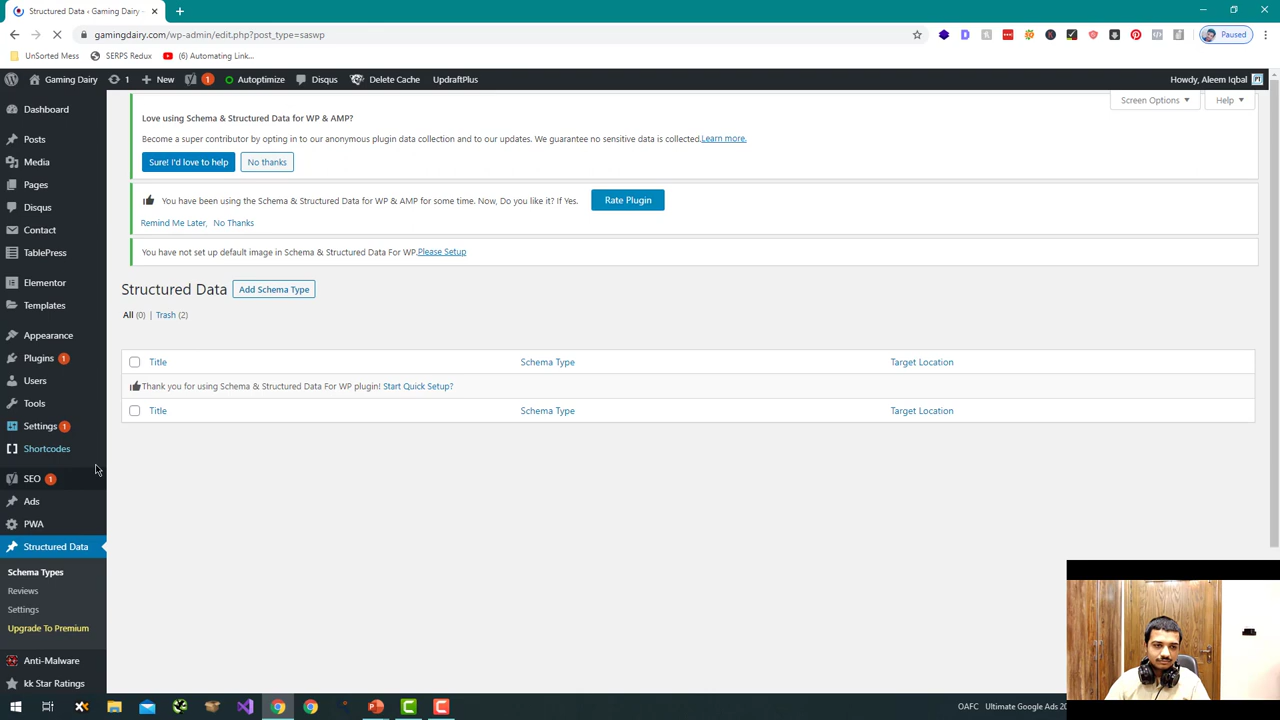 Structured Data ‹ Gaming Dairy
gamingdairy.com/wp-admin/edit.php?post_type=saswp
Paused
UnSorted Mess
SERPS Redux
(6) Automating Link...
Gaming Dairy
1
New
1
Autoptimize
Disqus
Delete Cache
UpdraftPlus
Howdy, Aleem Iqbal
Screen Options
Help
Dashboard
Posts
Media
Pages
Disqus
Contact
TablePress
Elementor
Templates
Appearance
Plugins 1
Users
Tools
Settings 1
Shortcodes
SEO 1
Ads
PWA
Structured Data
Schema Types
Reviews
Settings
Upgrade To Premium
Anti-Malware
kk Star Ratings
Love using Schema & Structured Data for WP & AMP?
Become a super contributor by opting in to our anonymous plugin data collection and to our updates. We guarantee no sensitive data is collected.Learn more.
Sure! I'd love to help
No thanks
You have been using the Schema & Structured Data for WP & AMP for some time. Now, Do you like it? If Yes.
Rate Plugin
Remind Me Later, No Thanks
You have not set up default image in Schema & Structured Data For WP.Please Setup
Structured Data
Add Schema Type
All (0) | Trash (2)
Title
Schema Type
Target Location
Thank you for using Schema & Structured Data For WP plugin! Start Quick Setup?
Title
Schema Type
Target Location
OAFC
Ultimate Google Ads 20